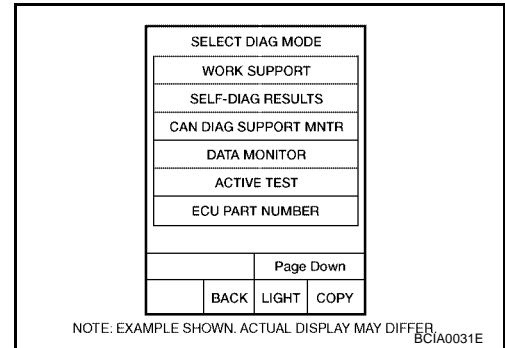 SELECT DIAG MODE
WORK SUPPORT
SELF-DIAG RESULTS
CAN DIAG SUPPORT MNTR
DATA MONITOR
ACTIVE TEST
ECU PART NUMBER
Page Down
BACK LIGHT COPY
NOTE: EXAMPLE SHOWN. ACTUAL DISPLAY MAY DIFFER.
BCIA0031E